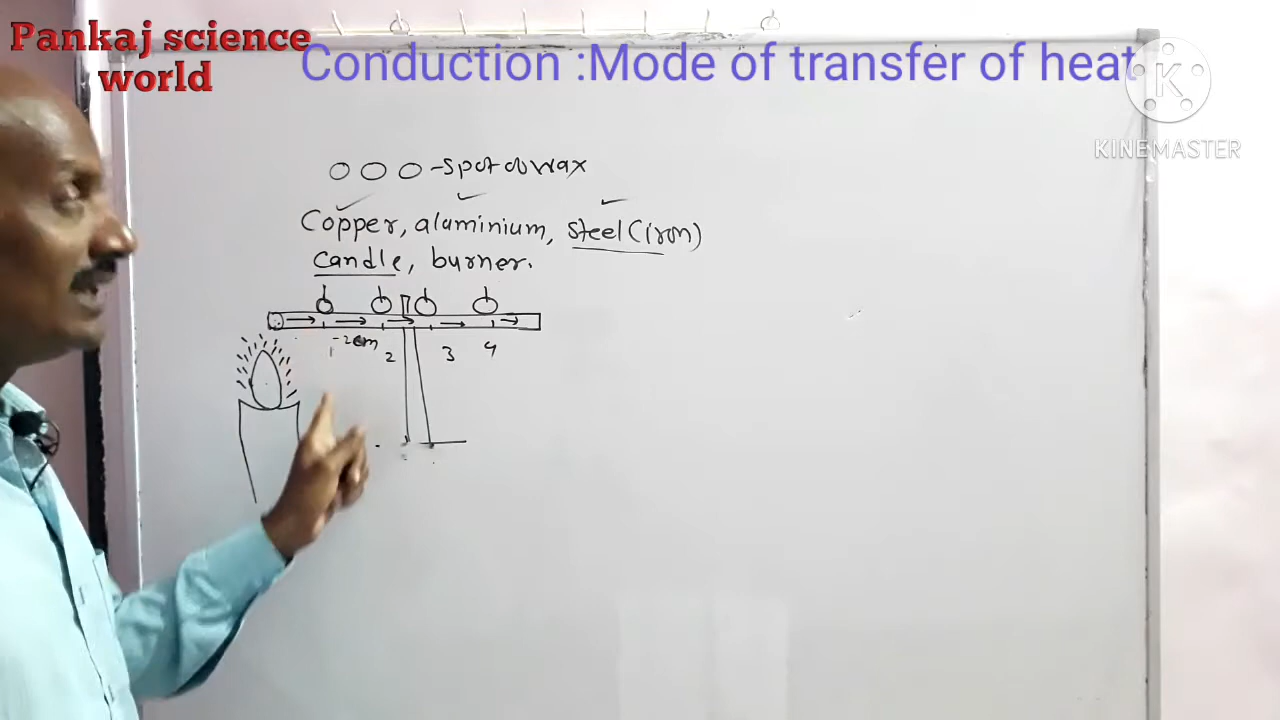 Pankaj science
world
Conduction :Mode of transfer of heat
K
KINEMASTER
-spot of wax
Copper, aluminium, steel(iron)
candle, burner.
-2cm
1 2 3 4